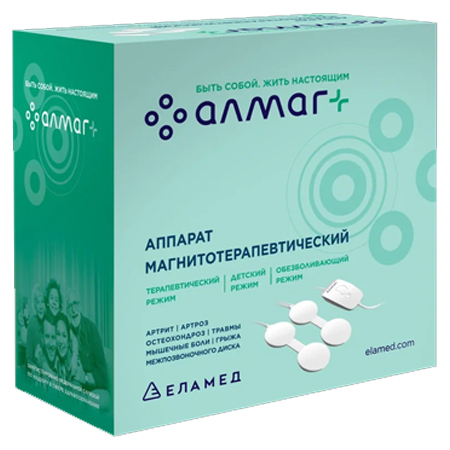 БЫТЬ СОБОЙ. ЖИТЬ НАСТОЯЩИМ
алмаг+
БЫТЬ СОБОЙ. ЖИТЬ НАСТОЯЩИМ
алмаг+
АППАРАТ
МАГНИТОТЕРАПЕВТИЧЕСКИЙ
ТЕРАПЕВТИЧЕСКИЙ РЕЖИМ | ДЕТСКИЙ РЕЖИМ | ОБЕЗБОЛИВАЮЩИЙ РЕЖИМ
АРТРИТ | АРТРОЗ
ОСТЕОХОНДРОЗ | ТРАВМЫ
МЫШЕЧНЫЕ БОЛИ | ГРЫЖА
МЕЖПОЗВОНОЧНОГО ДИСКА
ЕЛАМЕД
elamed.com